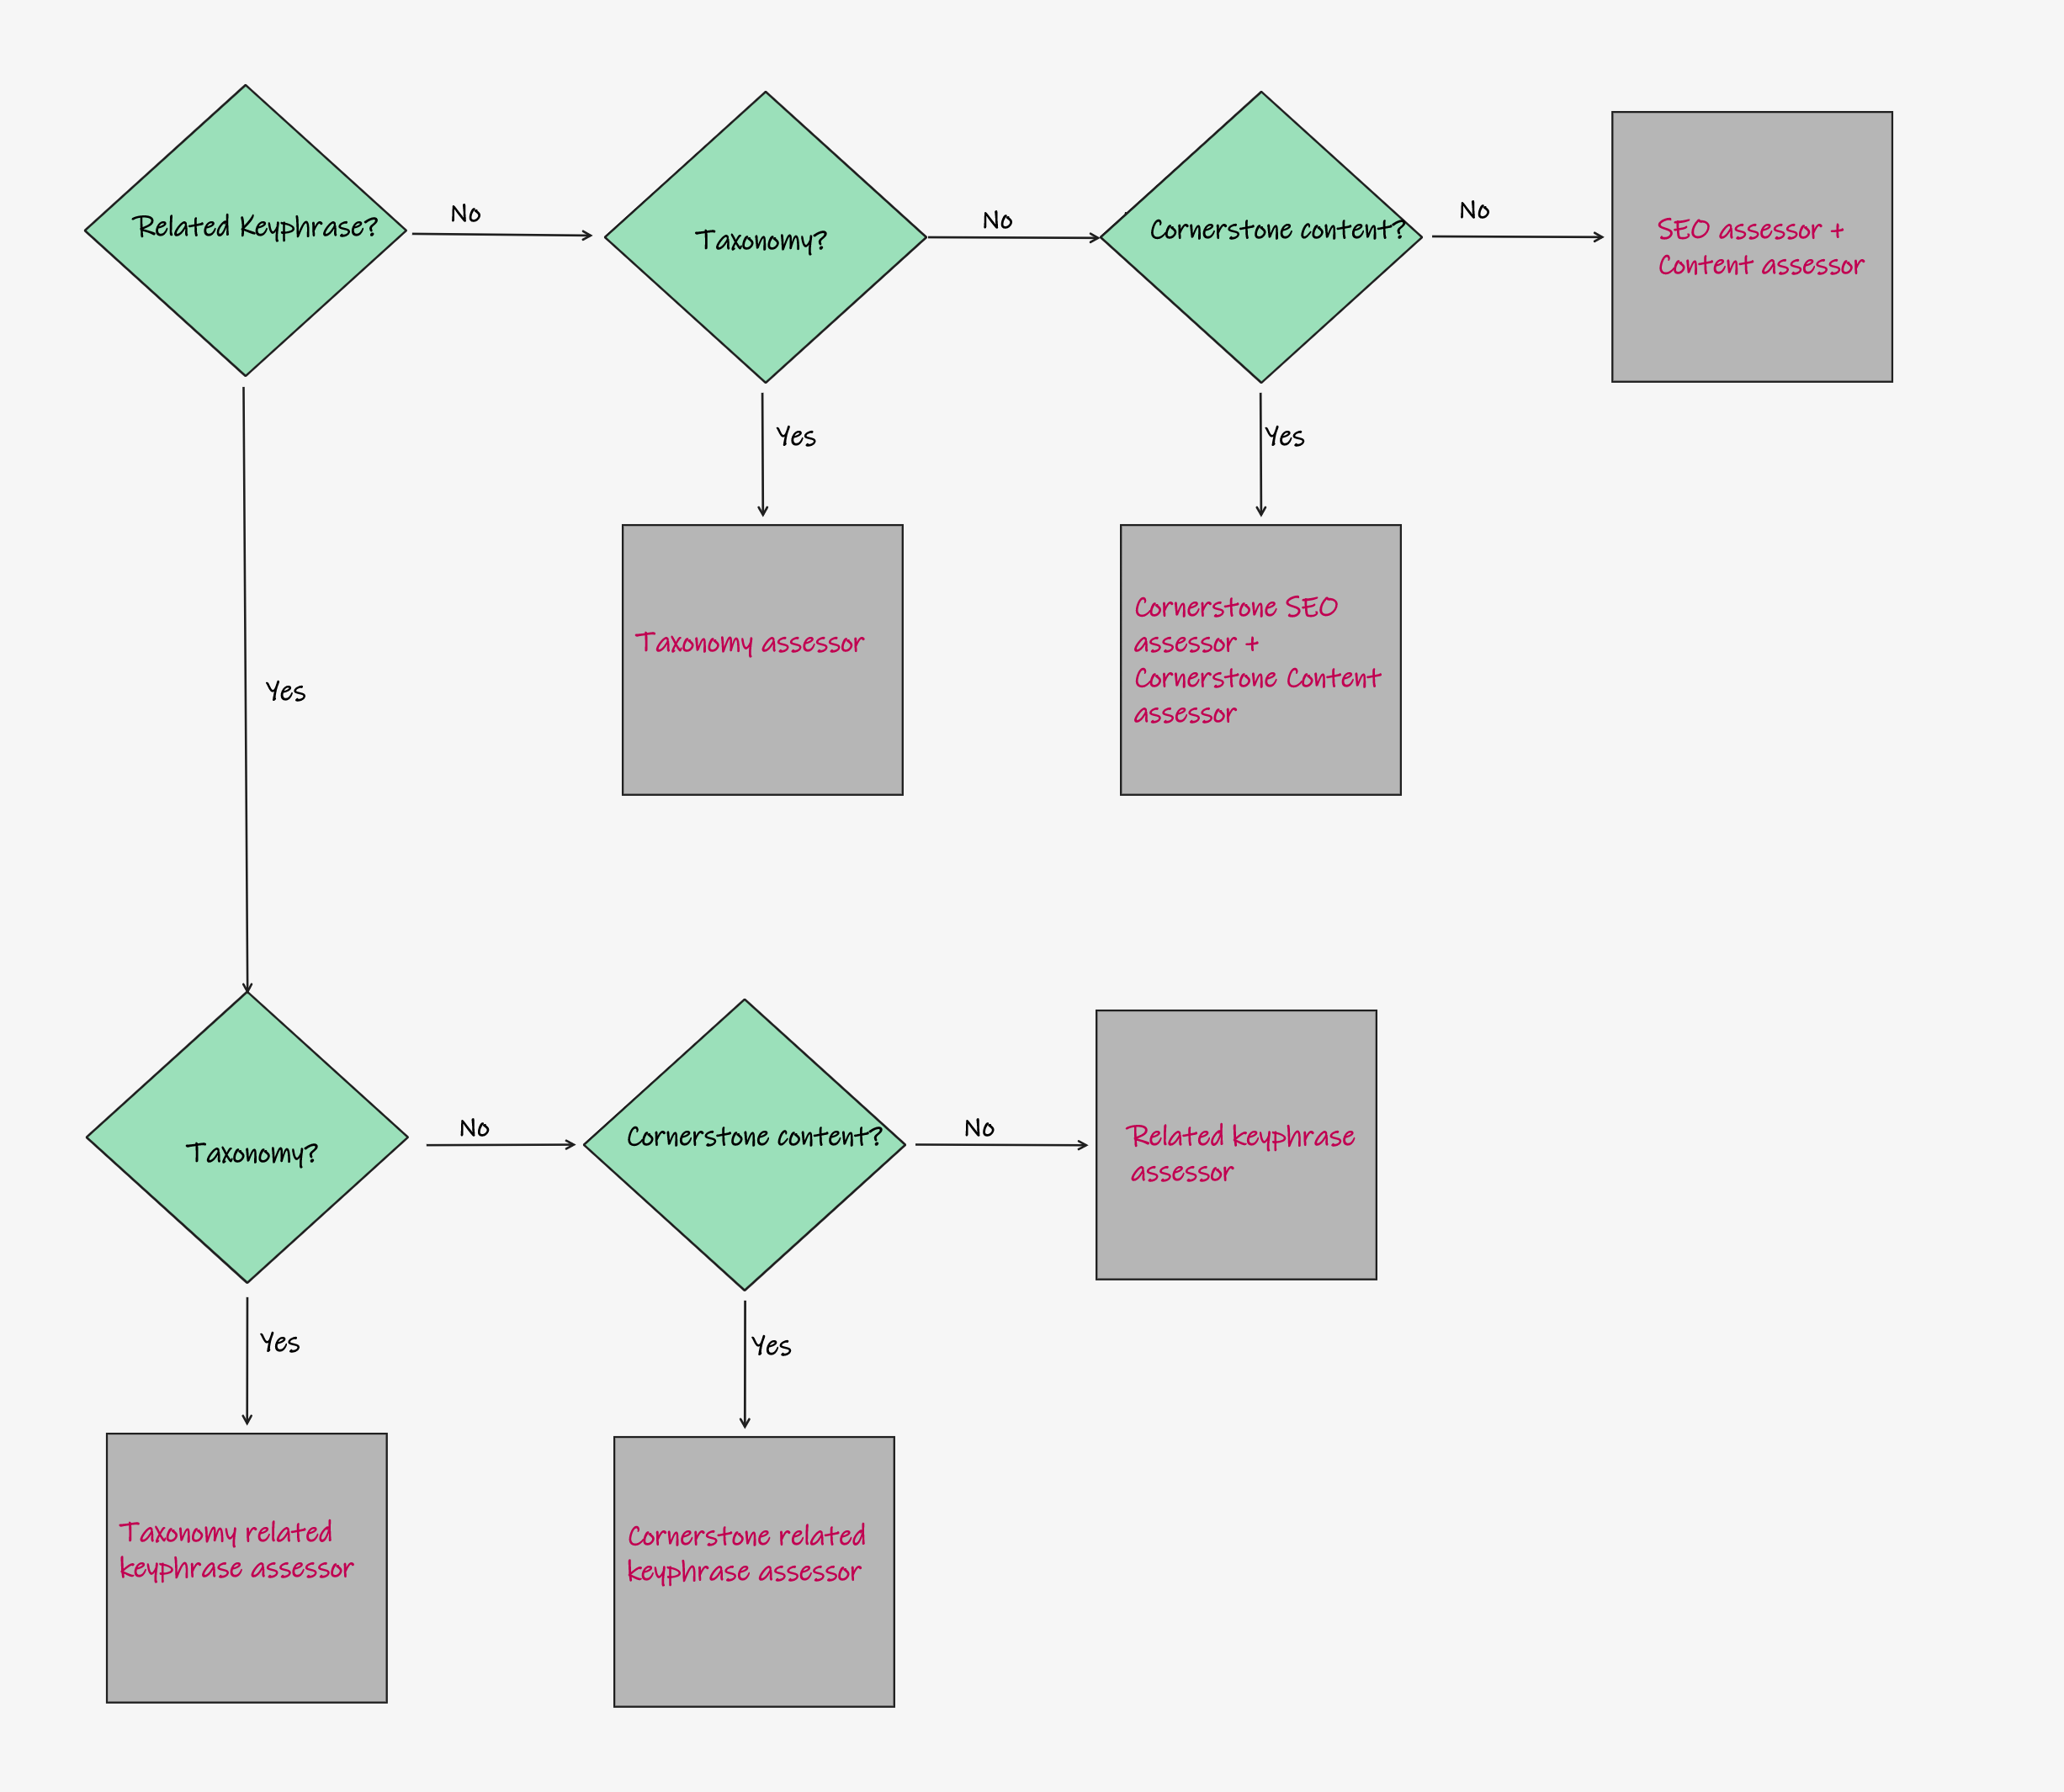 Related Keyphrase?
No
Taxonomy?
No
Cornerstone content?
No
SEO assessor +
Content assessor
Yes
Yes
Taxonomy assessor
Cornerstone SEO
assessor +
Cornerstone Content
assessor
Yes
Taxonomy?
No
Cornerstone content?
No
Related keyphrase
assessor
Yes
Yes
Taxonomy related
keyphrase assessor
Cornerstone related
keyphrase assessor